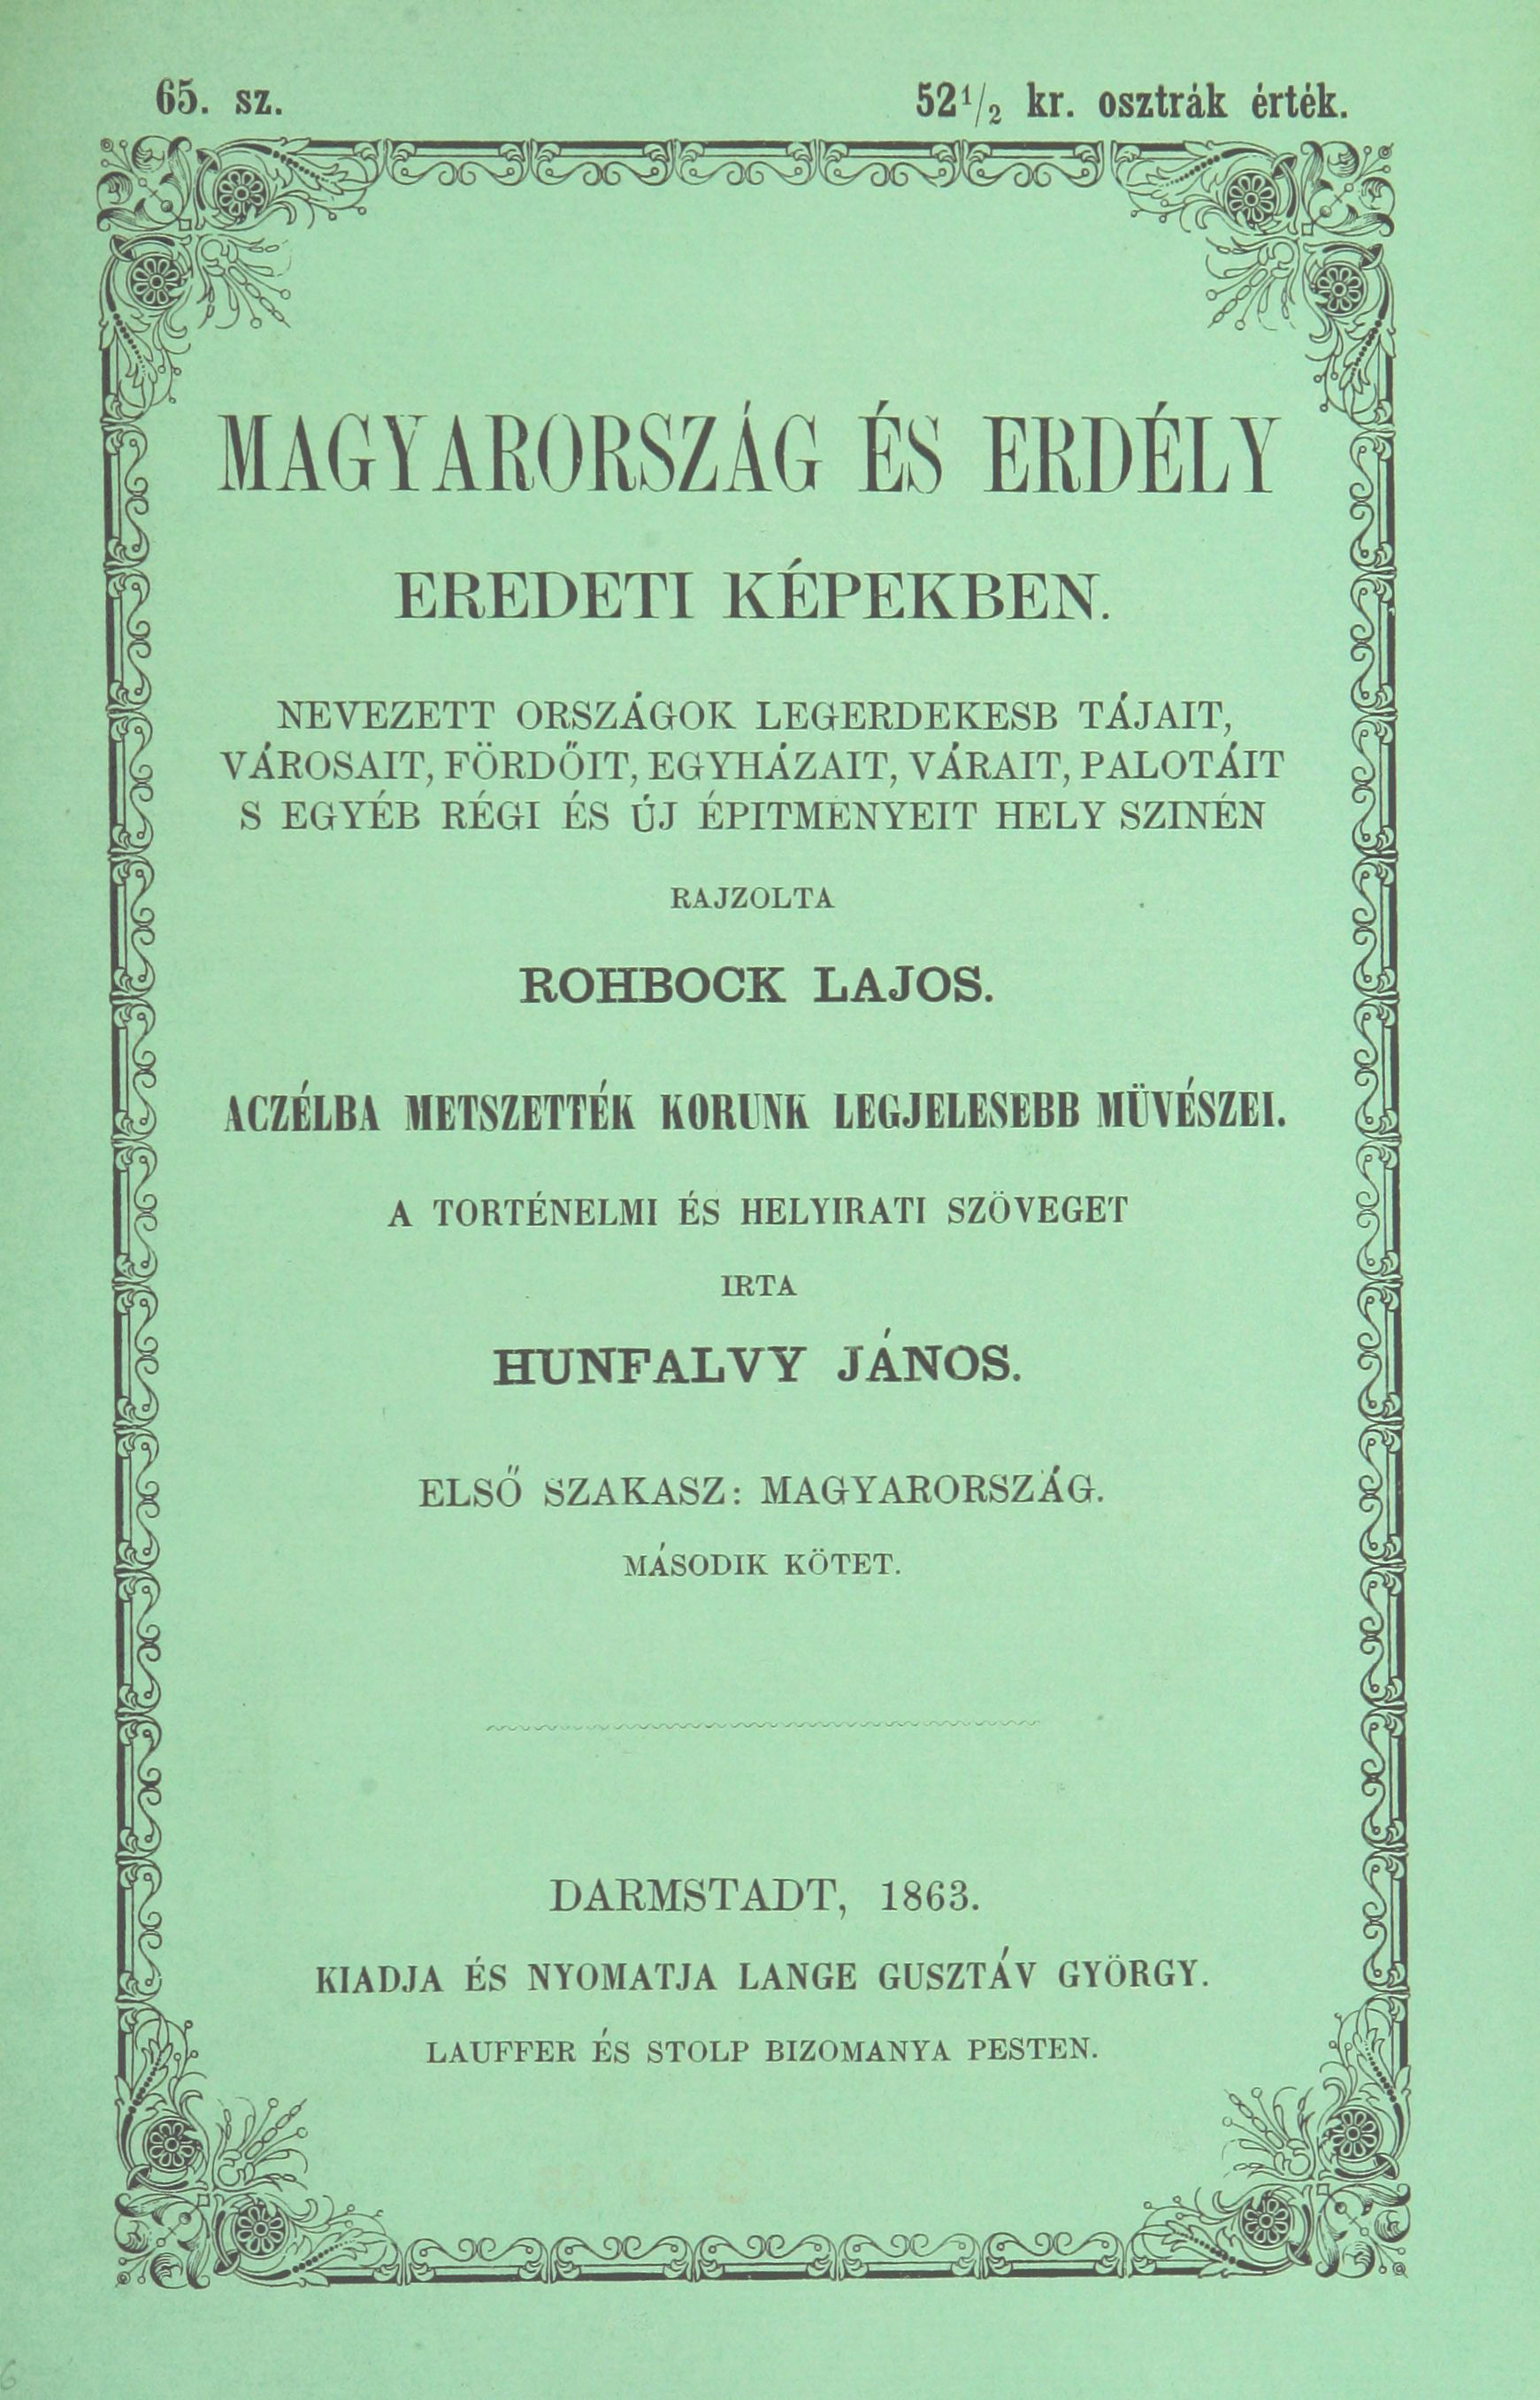 65. sz.
52 1/2 kr. osztrák érték.
MAGYARORSZÁG ÉS ERDÉLY
EREDETI KÉPEKBEN.
NEVEZETT ORSZÁGOK LEGERDEKESB TÁJAIT,
VÁROSAIT, FÖRDŐIT, EGYHÁZAIT, VÁRAIT, PALOTÁIT
S EGYÉB RÉGI ÉS ÚJ ÉPITMÉNYEIT HELY SZINÉN
RAJZOLTA
ROHBOCK LAJOS.
ACZÉLBA METSZETTÉK KORUNK LEGJELESEBB MÜVÉSZEI.
A TORTÉNELMI ÉS HELYIRATI SZÖVEGET
IRTA
HUNFALVY JÁNOS.
ELSŐ SZAKASZ: MAGYARORSZÁG.
MÁSODIK KÖTET.
DARMSTADT, 1863.
KIADJA ÉS NYOMATJA LANGE GUSZTÁV GYÖRGY.
LAUFFER ÉS STOLP BIZOMANYA PESTEN.